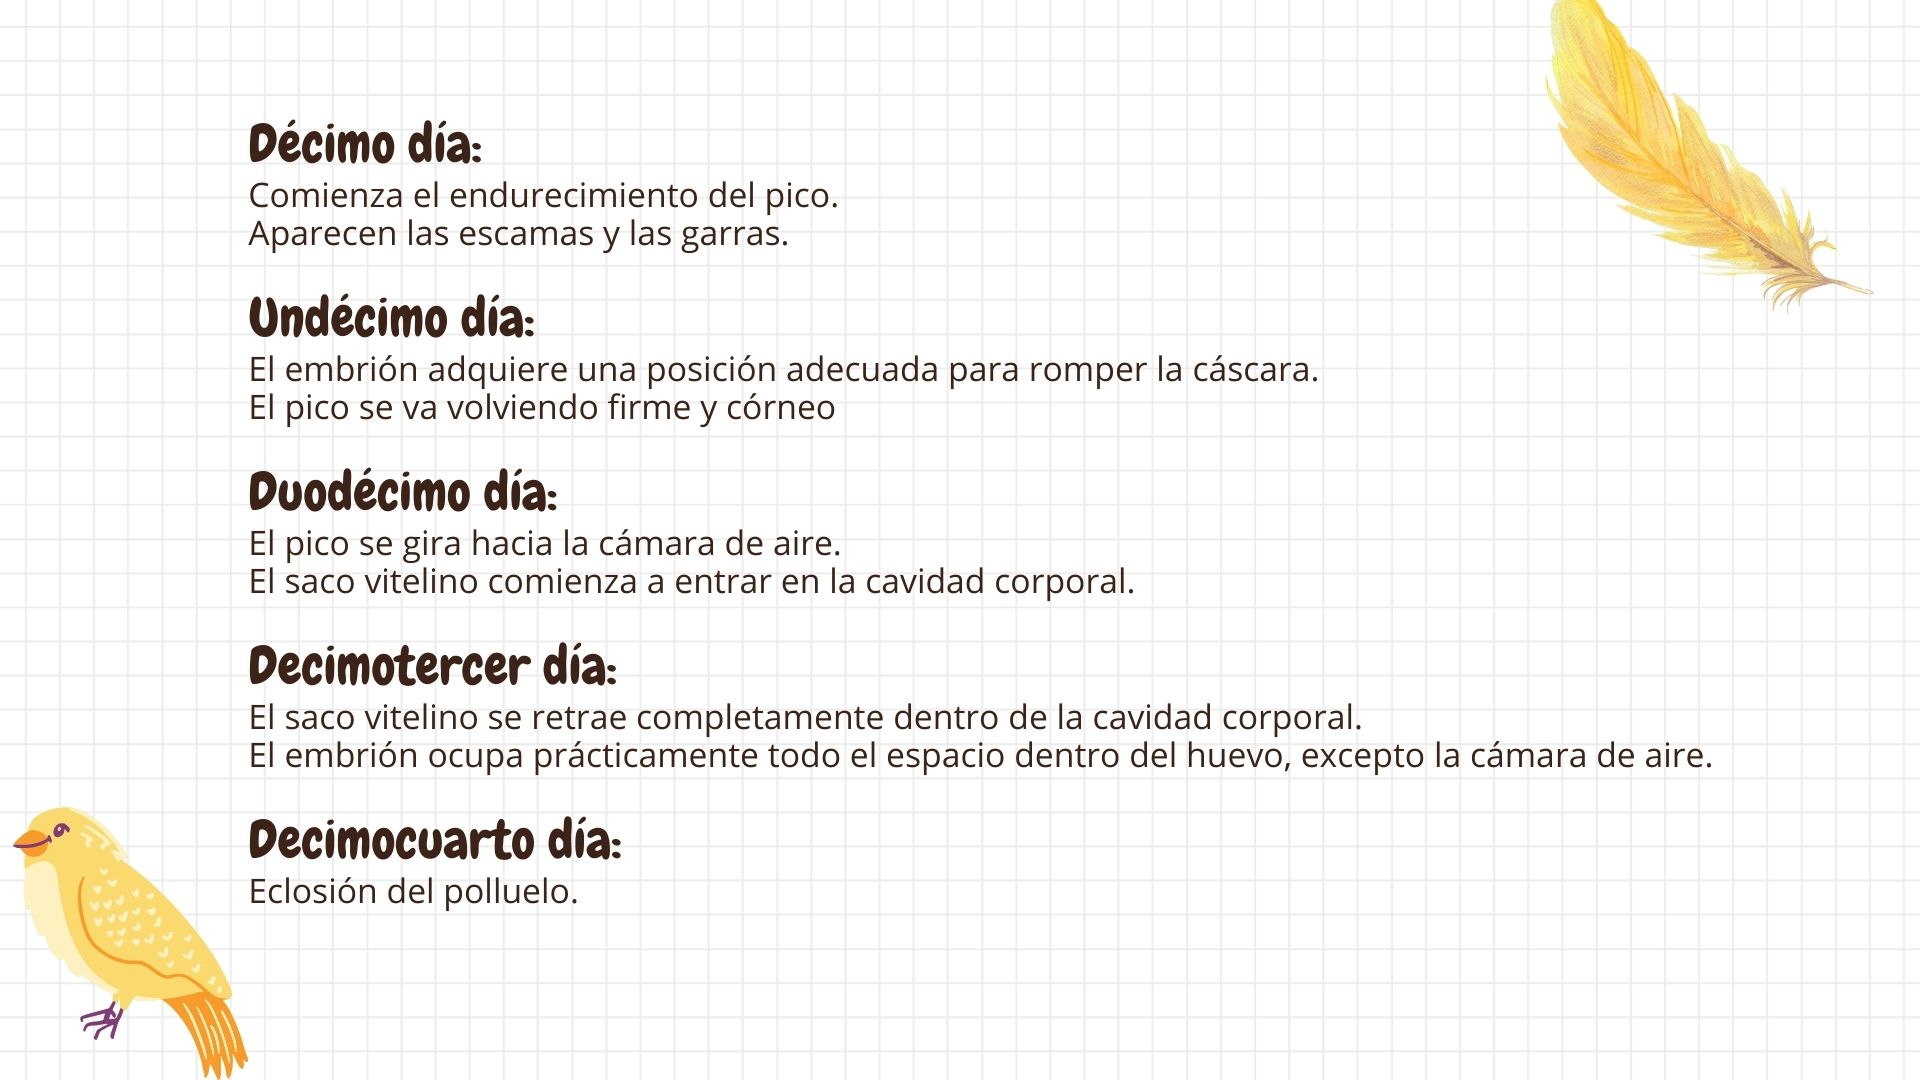 Décimo día:
Comienza el endurecimiento del pico.
Aparecen las escamas y las garras.
Undécimo día:
El embrión adquiere una posición adecuada para romper la cáscara.
El pico se va volviendo firme y córneo
Duodécimo día:
El pico se gira hacia la cámara de aire.
El saco vitelino comienza a entrar en la cavidad corporal.
Decimotercer día:
El saco vitelino se retrae completamente dentro de la cavidad corporal.
El embrión ocupa prácticamente todo el espacio dentro del huevo, excepto la cámara de aire.
Decimocuarto día:
Eclosión del polluelo.